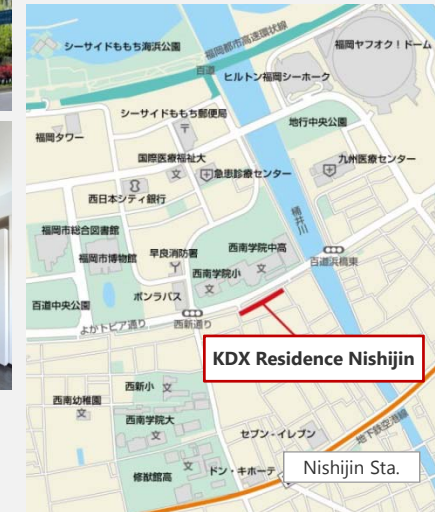 シーサイドももち海浜公園
福岡都市高速環状線
百道
福岡ヤフオク！ドーム
ヒルトン福岡シーホーク
シーサイドももち郵便局
地行中央公園
福岡タワー
国際医療福祉大
急患診療センター
九州医療センター
西日本シティ銀行
樋井川
福岡市総合図書館
福岡市博物館
早良消防署
西南学院中高
百道浜橋東
西南学院小
ボンラパス
百道中央公園
よかトピア通り
西新通り
KDX Residence Nishijin
西新小
西南幼稚園
西南学院大
セブン-イレブン
地下鉄空港線
修猷館高
ドン・キホーテ
Nishijin Sta.